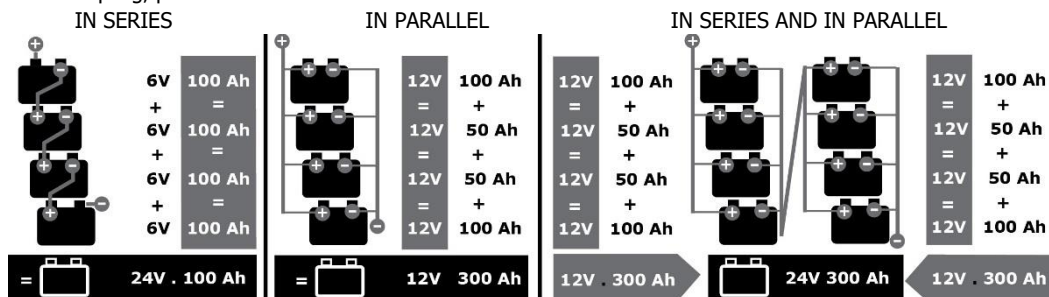 IN SERIES
6V 100 Ah
+ =
6V 100 Ah
+ =
6V 100 Ah
+ =
6V 100 Ah
= 24V . 100 Ah
IN PARALLEL
12V 100 Ah
= +
12V 50 Ah
= +
12V 50 Ah
= +
12V 100 Ah
= 12V 300 Ah
IN SERIES AND IN PARALLEL
12V 100 Ah
= +
12V 50 Ah
= +
12V 50 Ah
= +
12V 100 Ah
12V . 300 Ah
12V 100 Ah
= +
12V 50 Ah
= +
12V 50 Ah
= +
12V 100 Ah
24V 300 Ah
12V . 300 Ah